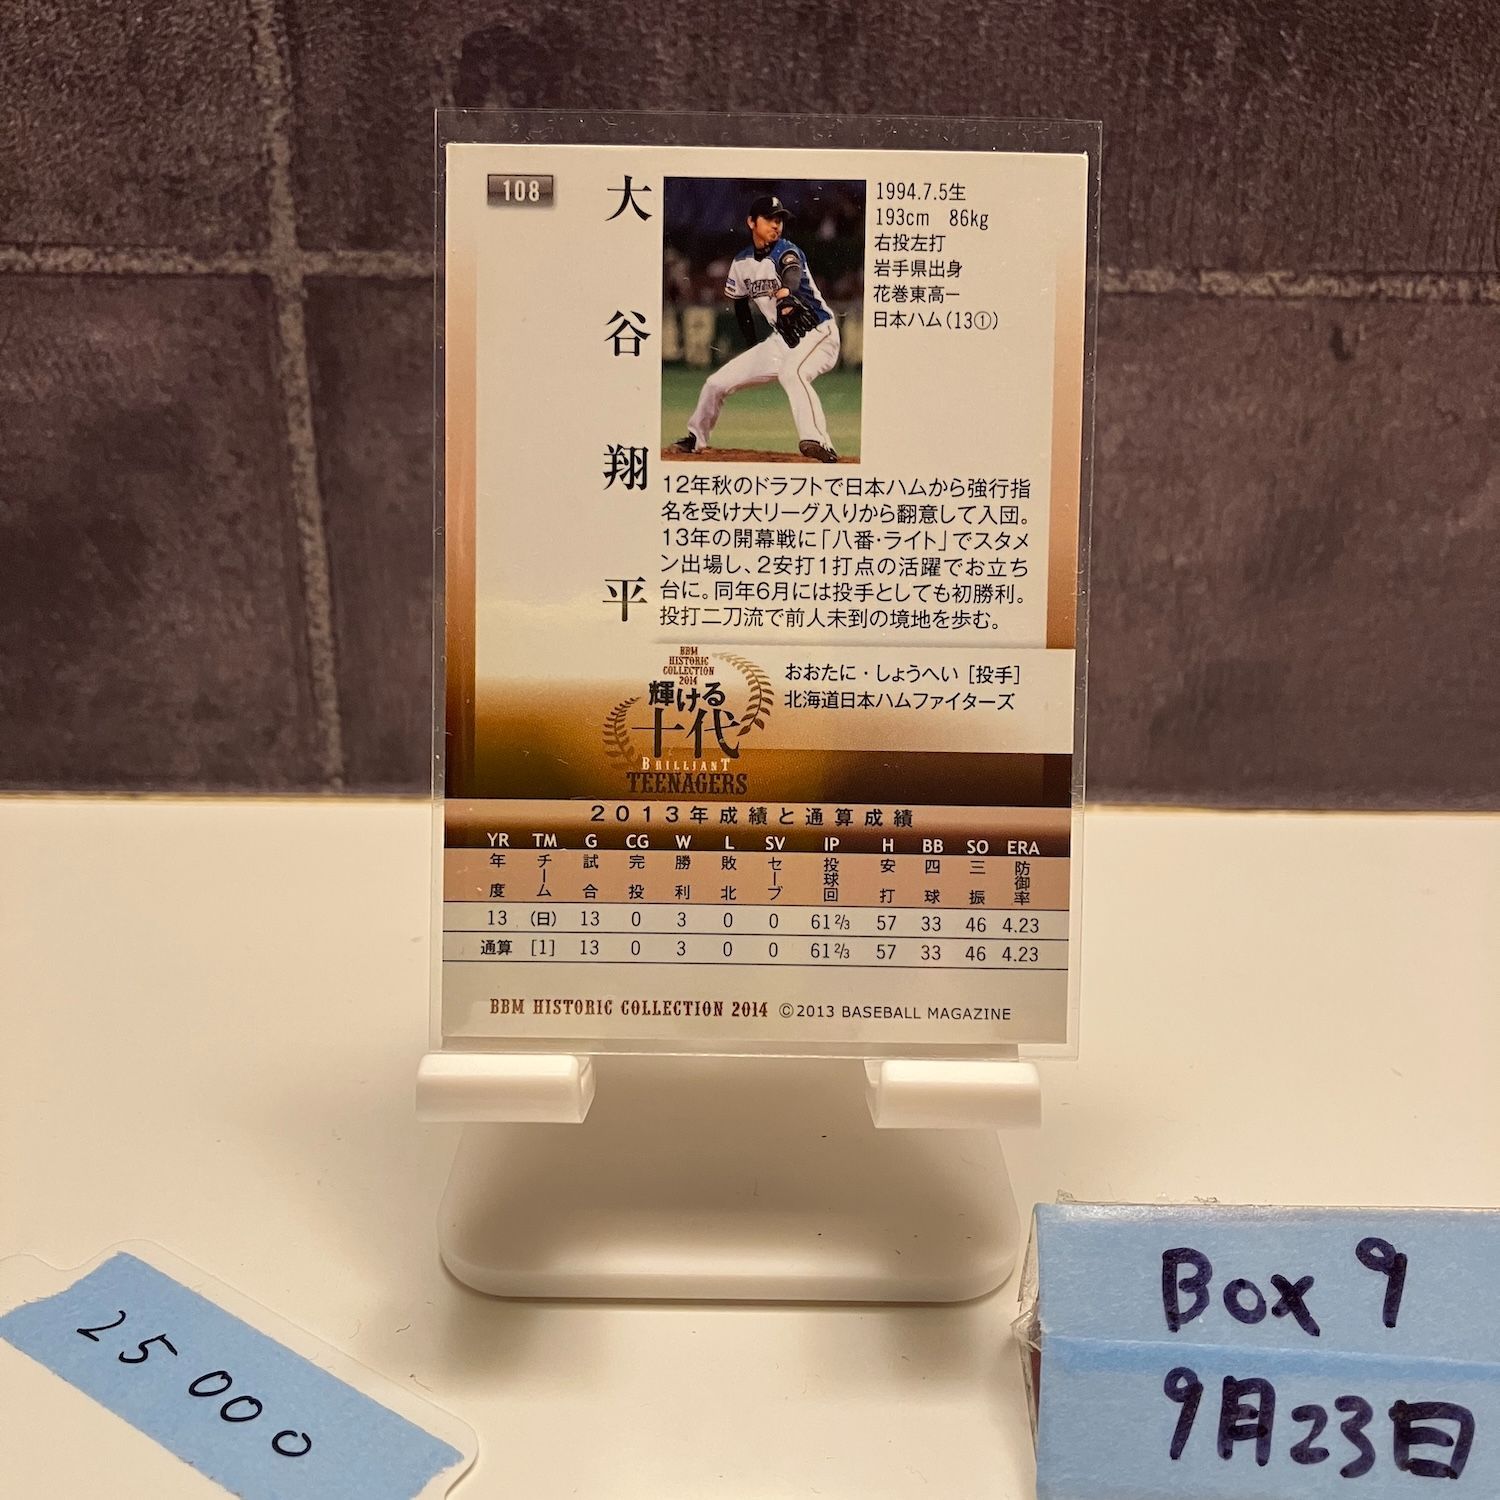 108
大谷翔平
1994.7.5生
193cm 86kg
右投左打
岩手県出身
花巻東高ー
日本ハム(13①)
12年秋のドラフトで日本ハムから強行指
名を受け大リーグ入りから翻意して入団。
13年の開幕戦に「八番・ライト」でスタメ
ン出場し、2安打1打点の活躍でお立ち
台に。同年6月には投手としても初勝利。
投打二刀流で前人未到の境地を歩む。
BBM
HISTORIC
COLLECTION
2014
輝ける
十代
BRILLIANT
TEENAGERS
おおたに・しょうへい [投手]
北海道日本ハムファイターズ
2013年成績と通算成績
YR TM G CG W L SV IP H BB SO ERA
年度 チーム 試合 完投 勝利 敗北 セーブ 投球回 安打 四球 三振 防御率
13 (日) 13 0 3 0 0 61 2/3 57 33 46 4.23
通算 [1] 13 0 3 0 0 61 2/3 57 33 46 4.23
BBM HISTORIC COLLECTION 2014 ©2013 BASEBALL MAGAZINE
25000
Box 9
9月23日